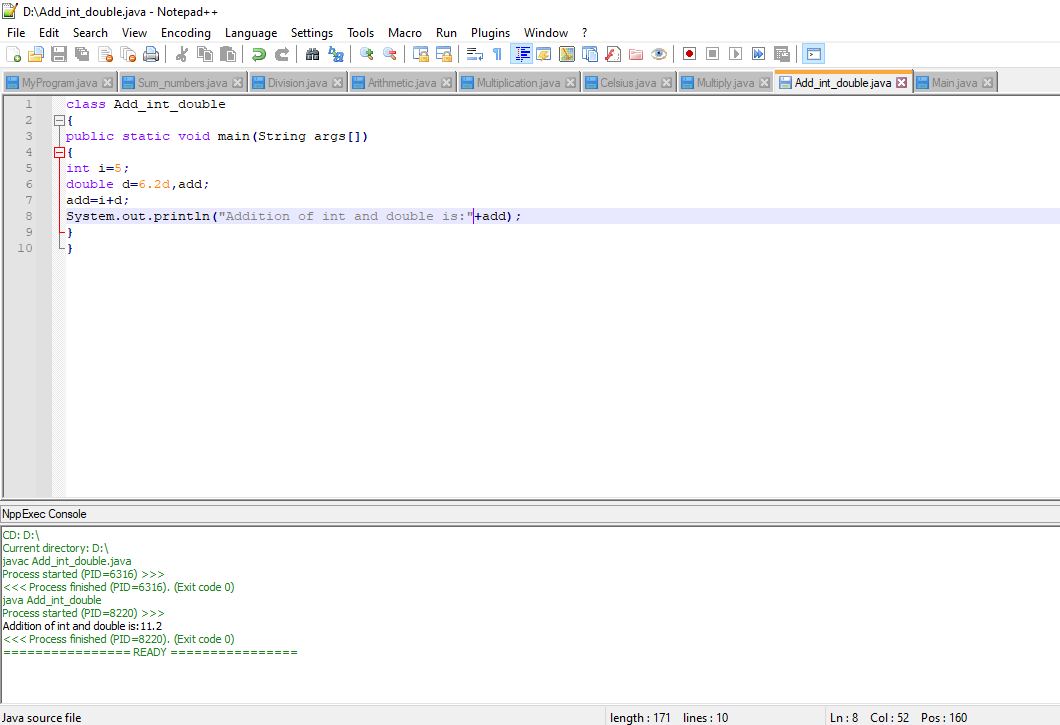 D:\Add_int_double.java - Notepad++
File Edit Search View Encoding Language Settings Tools Macro Run Plugins Window ?
MyProgram.java Sum_numbers.java Division.java Arithmetic.java Multiplication.java Celsius.java Multiply.java Add_int_double.java Main.java
1 class Add_int_double
2 {
3 public static void main(String args[])
4 {
5 int i=5;
6 double d=6.2d,add;
7 add=i+d;
8 System.out.println("Addition of int and double is:"+add);
9 }
10 }
NppExec Console
CD: D:\
Current directory: D:\
javac Add_int_double.java
Process started (PID=6316) >>>
<<< Process finished (PID=6316). (Exit code 0)
java Add_int_double
Process started (PID=8220) >>>
Addition of int and double is:11.2
<<< Process finished (PID=8220). (Exit code 0)
================ READY ================
Java source file length : 171 lines : 10 Ln : 8 Col : 52 Pos : 160